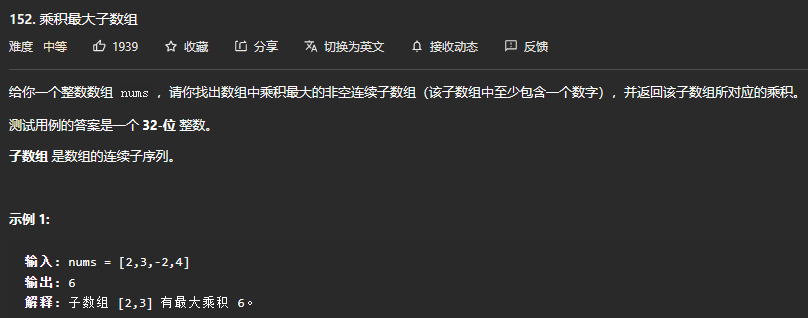 152. 乘积最大子数组
难度 中等 1939 收藏 分享 切换为英文 接收动态 反馈
给你一个整数数组 nums ，请你找出数组中乘积最大的非空连续子数组（该子数组中至少包含一个数字），并返回该子数组所对应的乘积。
测试用例的答案是一个 32-位 整数。
子数组 是数组的连续子序列。
示例 1:
输入: nums = [2,3,-2,4]
输出: 6
解释: 子数组 [2,3] 有最大乘积 6。